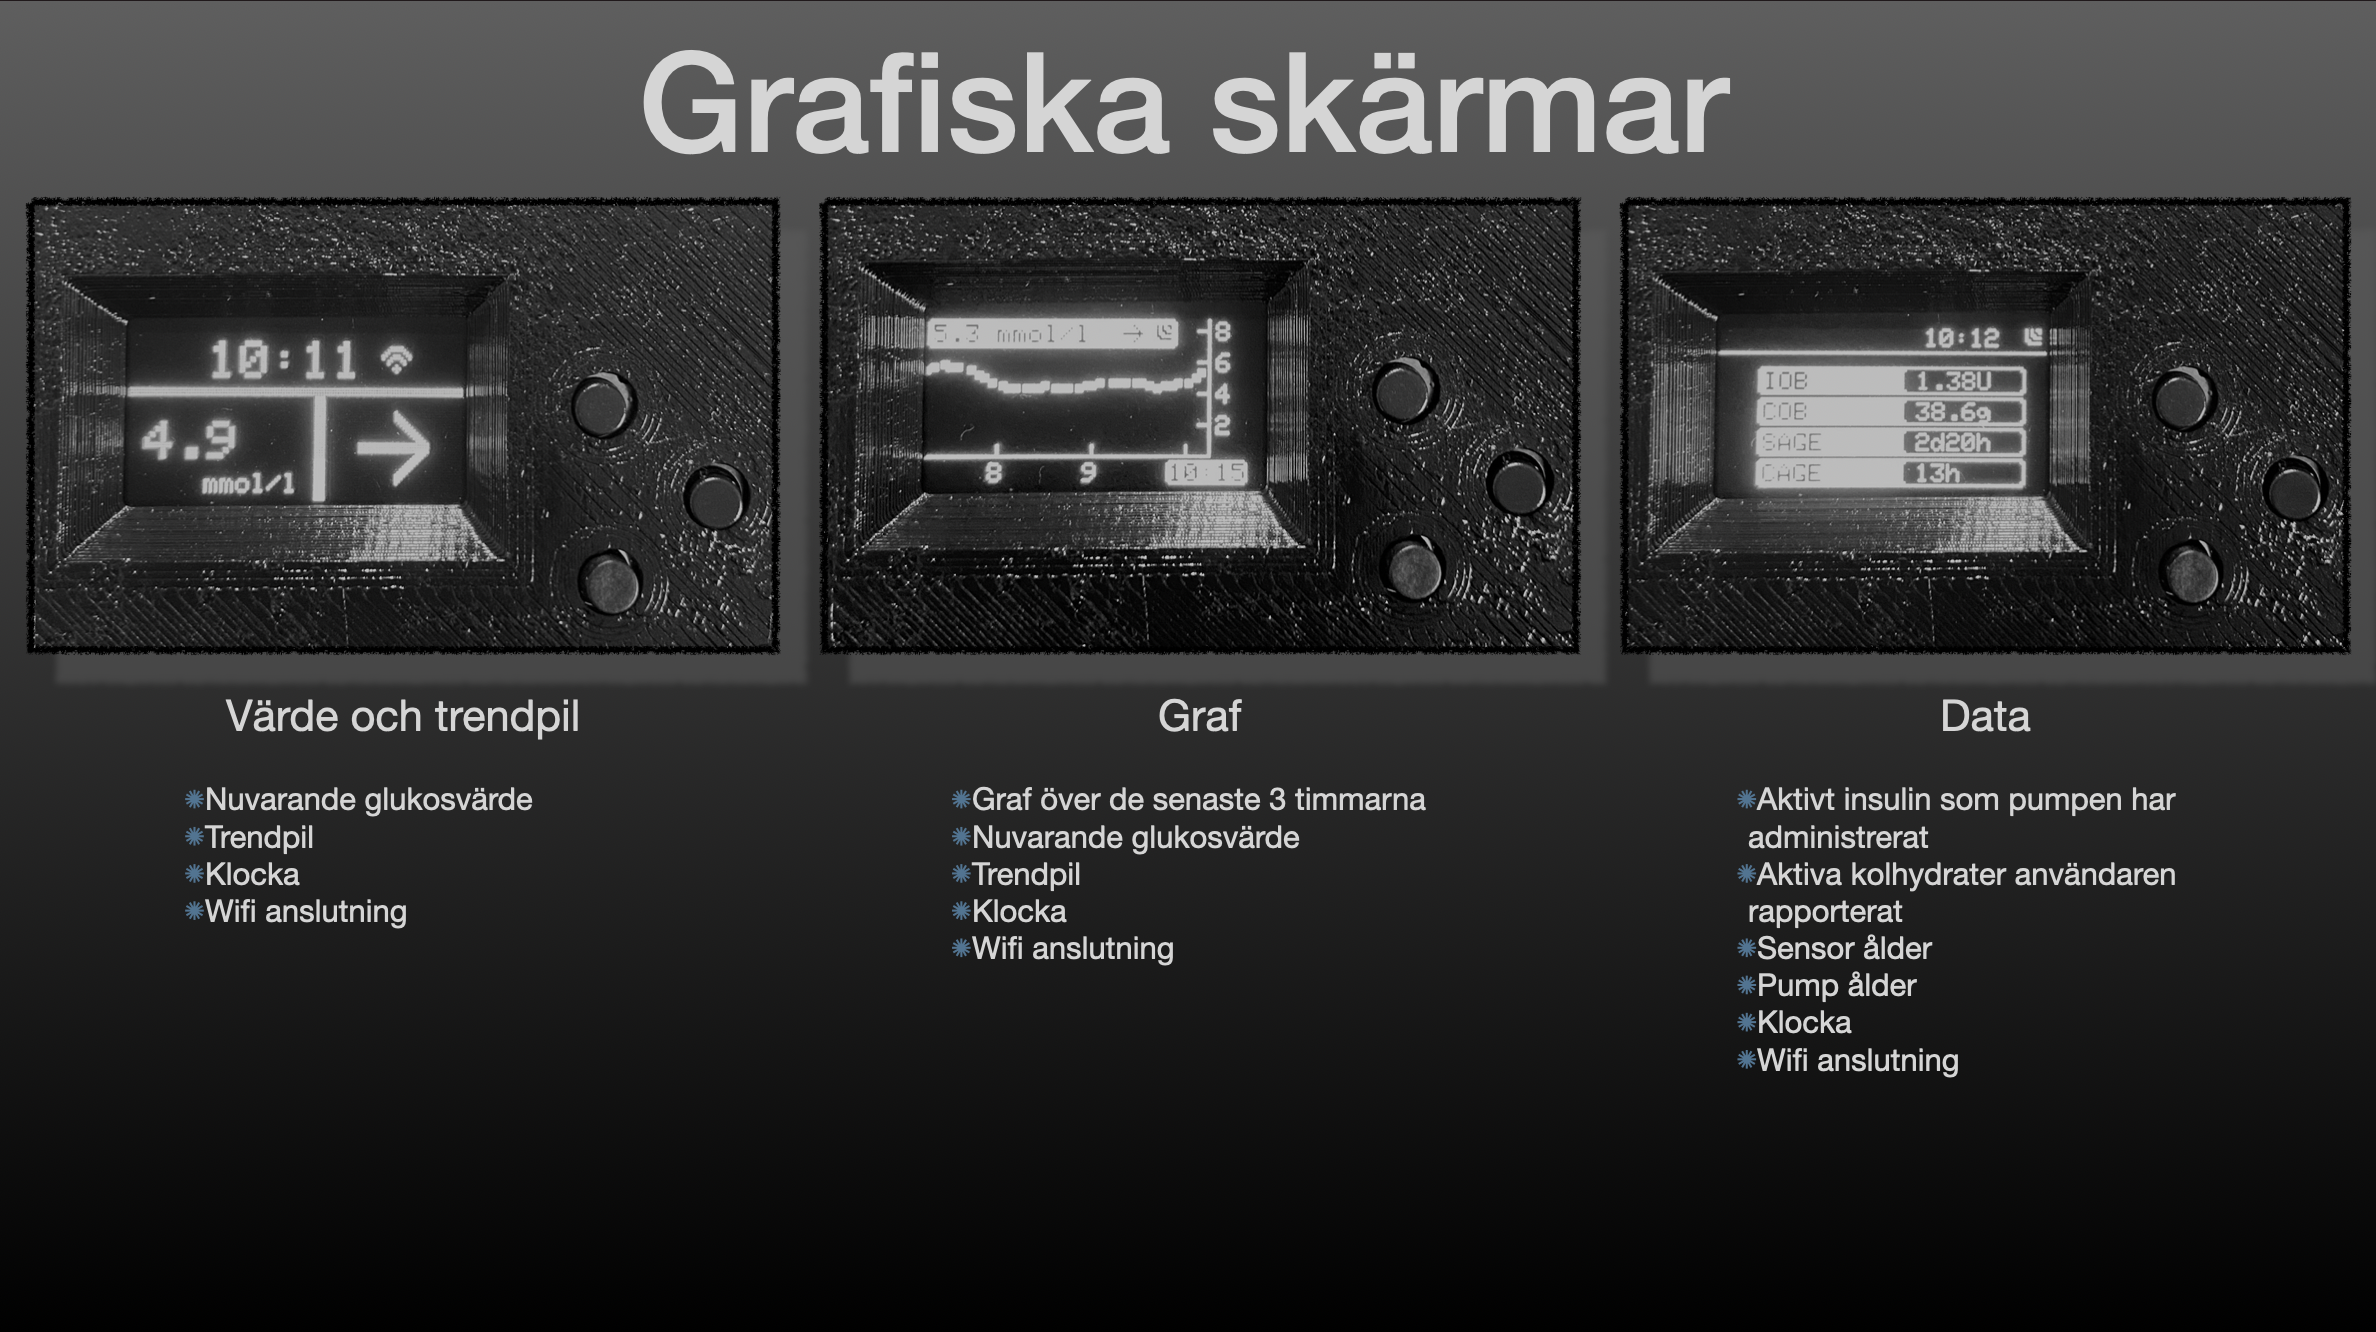 Grafiska skärmar
10:11
4.9
mmol/l
5.3 mmol/l
8
6
4
2
8
9
10:15
10:12
IOB 1.38U
COB 38.6g
SAGE 2d20h
CAGE 13h
Värde och trendpil
Nuvarande glukosvärde
Trendpil
Klocka
Wifi anslutning
Graf
Graf över de senaste 3 timmarna
Nuvarande glukosvärde
Trendpil
Klocka
Wifi anslutning
Data
Aktivt insulin som pumpen har
administrerat
Aktiva kolhydrater användaren
rapporterat
Sensor ålder
Pump ålder
Klocka
Wifi anslutning